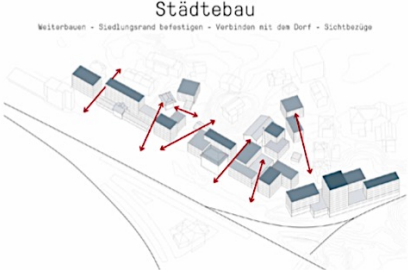 Städtebau
Weiterbauen - Siedlungsrand befestigen - Verbinden mit dem Dorf - Sichtbezüge